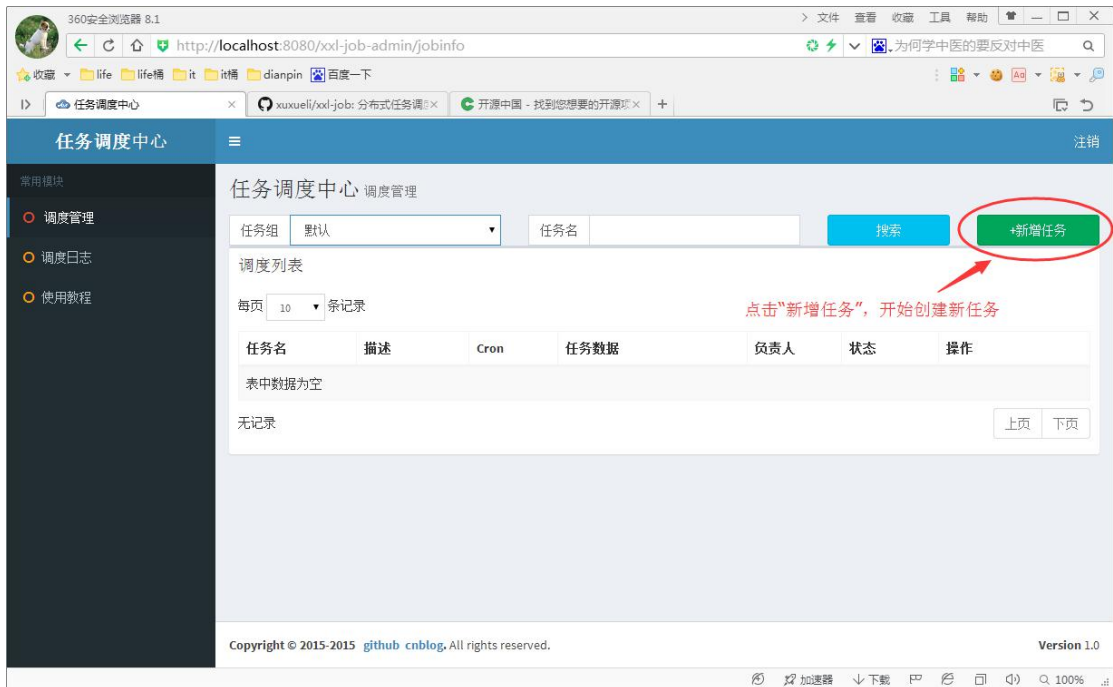 360安全浏览器 8.1
文件 查看 收藏 工具 帮助
http://localhost:8080/xxl-job-admin/jobinfo
为何学中医的要反对中医
收藏 life life桶 it it桶 dianpin 百度一下
任务调度中心 × xuxueli/xxl-job: 分布式任务调 × 开源中国 - 找到您想要的开源项 × +
任务调度中心
注销
常用模块
调度管理
调度日志
使用教程
任务调度中心 调度管理
任务组 默认 任务名 搜索 +新增任务
调度列表
每页 10 条记录
点击“新增任务”,开始创建新任务
任务名 描述 Cron 任务数据 负责人 状态 操作
表中数据为空
无记录
上页 下页
Copyright © 2015-2015 github cnblog. All rights reserved.
Version 1.0
加速器 下载 100%